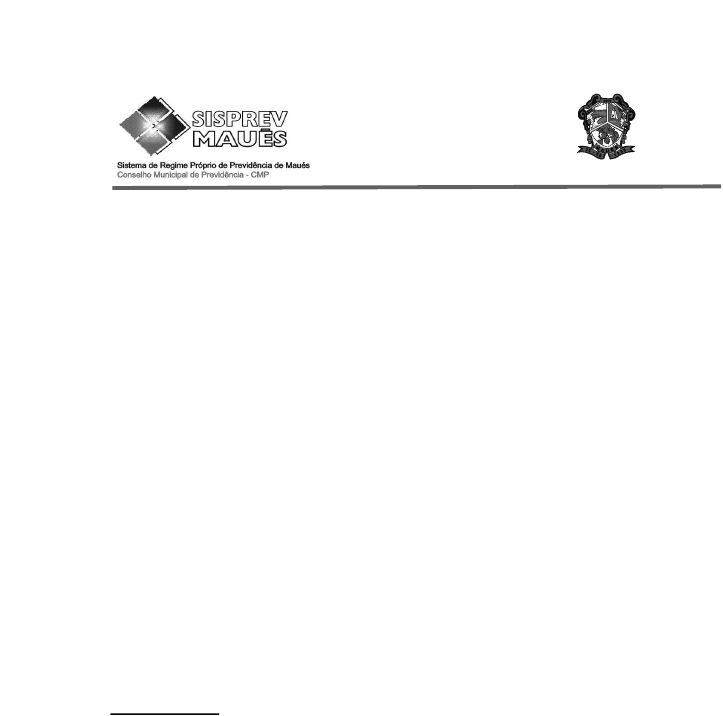 SISPREV
MAUÉS
Sistema de Regime Próprio de Previdência de Maués
Conselho Municipal de Previdência - CMP